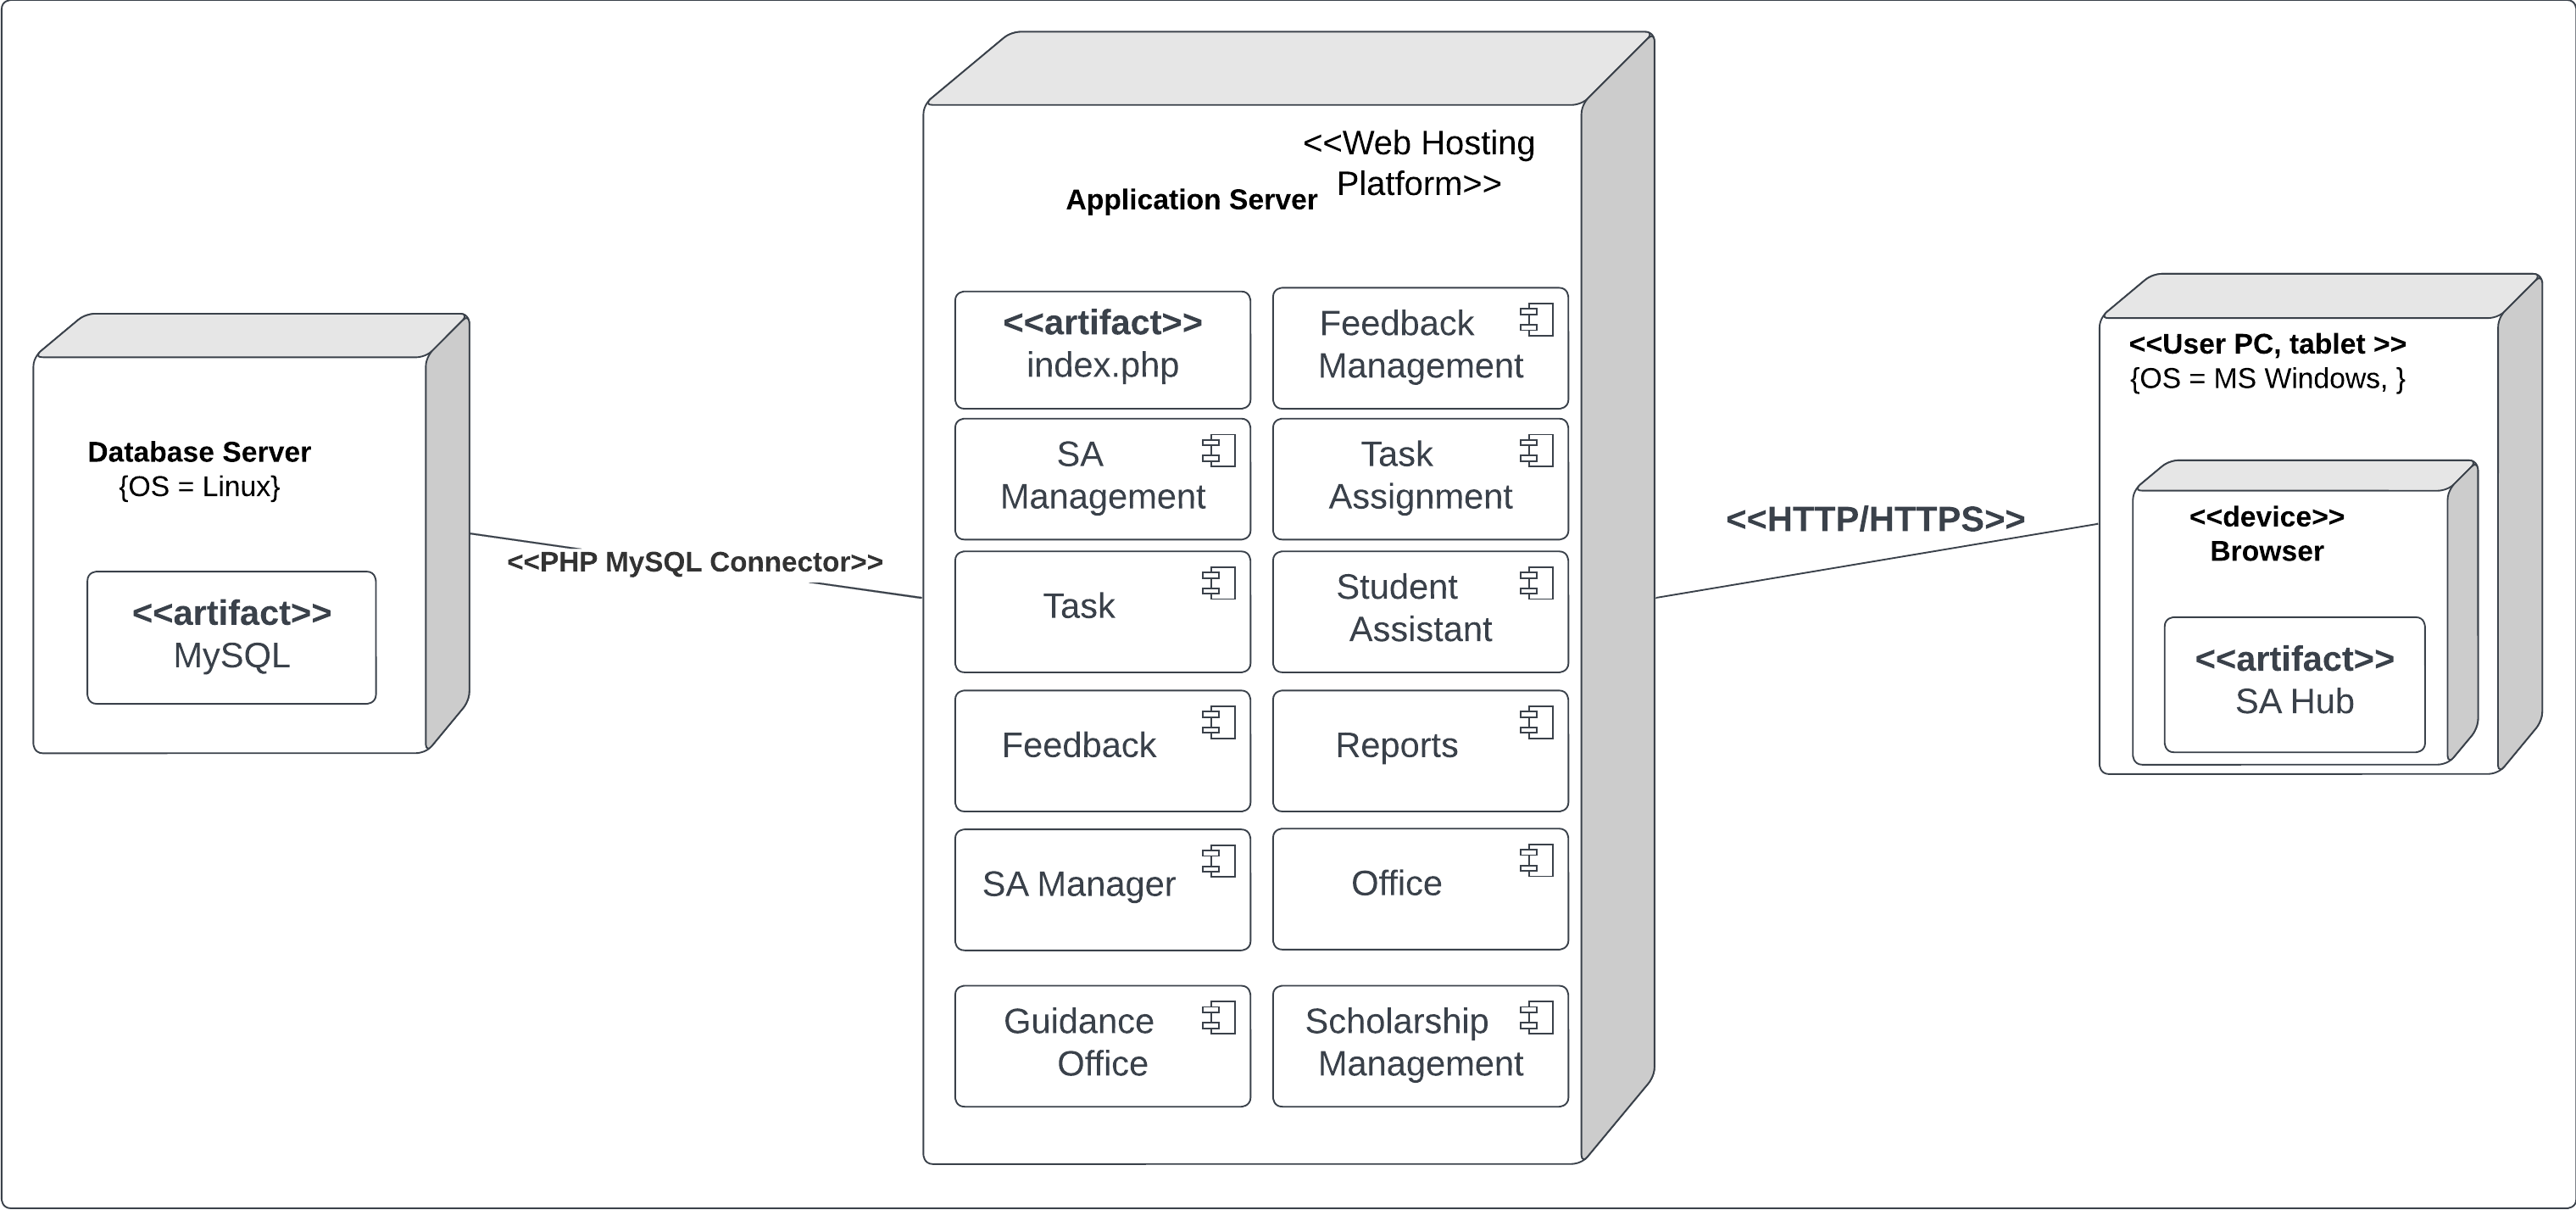 Database Server
{OS = Linux}
<<artifact>>
MySQL
<<PHP MySQL Connector>>
<<Web Hosting
Platform>>
Application Server
<<artifact>>
index.php
Feedback
Management
SA
Management
Task
Assignment
Task
Student
Assistant
Feedback
Reports
SA Manager
Office
Guidance
Office
Scholarship
Management
<<HTTP/HTTPS>>
<<User PC, tablet >>
{OS = MS Windows, }
<<device>>
Browser
<<artifact>>
SA Hub